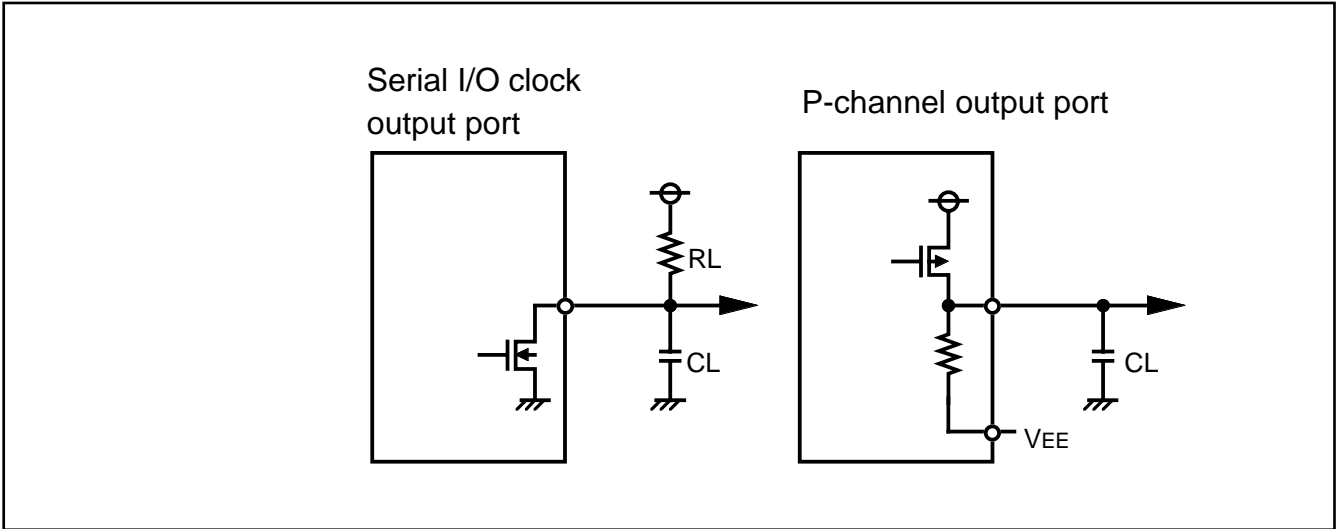 Serial I/O clock
output port
P-channel output port
RL
CL
CL
VEE